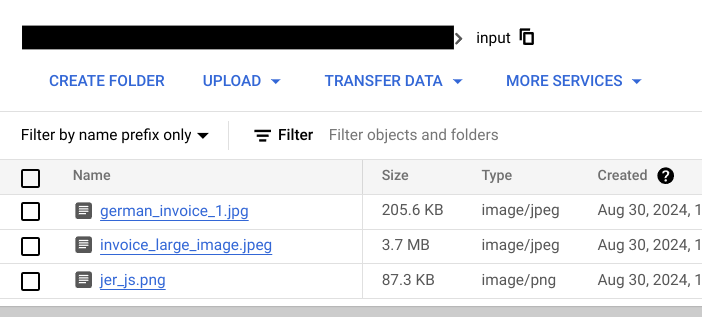 input
CREATE FOLDER UPLOAD TRANSFER DATA MORE SERVICES
Filter by name prefix only Filter Filter objects and folders
Name Size Type Created ?
german_invoice_1.jpg 205.6 KB image/jpeg Aug 30, 2024, 1
invoice_large_image.jpeg 3.7 MB image/jpeg Aug 30, 2024, 1
jer_js.png 87.3 KB image/png Aug 30, 2024, 1